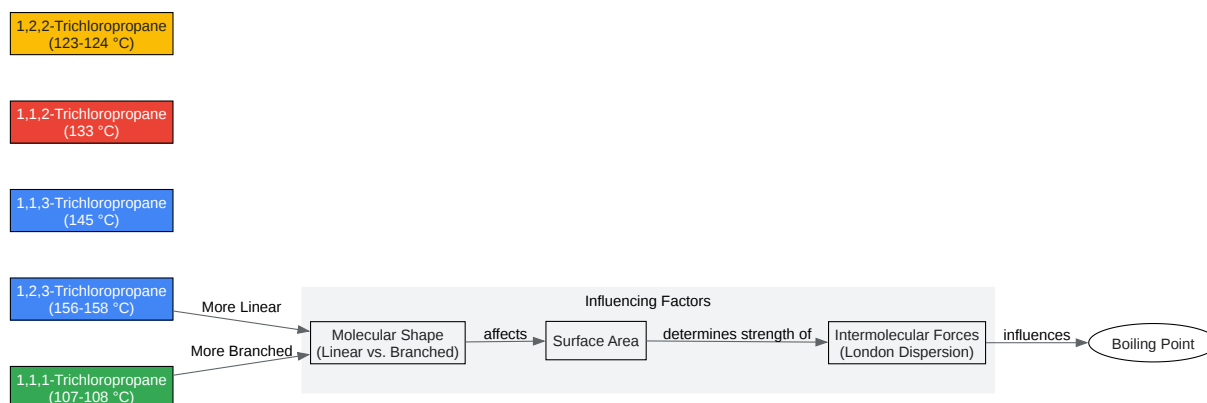 1,2,2-Trichloropropane
(123-124 °C)
1,1,2-Trichloropropane
(133 °C)
1,1,3-Trichloropropane
(145 °C)
1,2,3-Trichloropropane
(156-158 °C)
1,1,1-Trichloropropane
(107-108 °C)
More Linear
More Branched
Influencing Factors
Molecular Shape
(Linear vs. Branched)
affects
Surface Area
determines strength of
Intermolecular Forces
(London Dispersion)
influences
Boiling Point